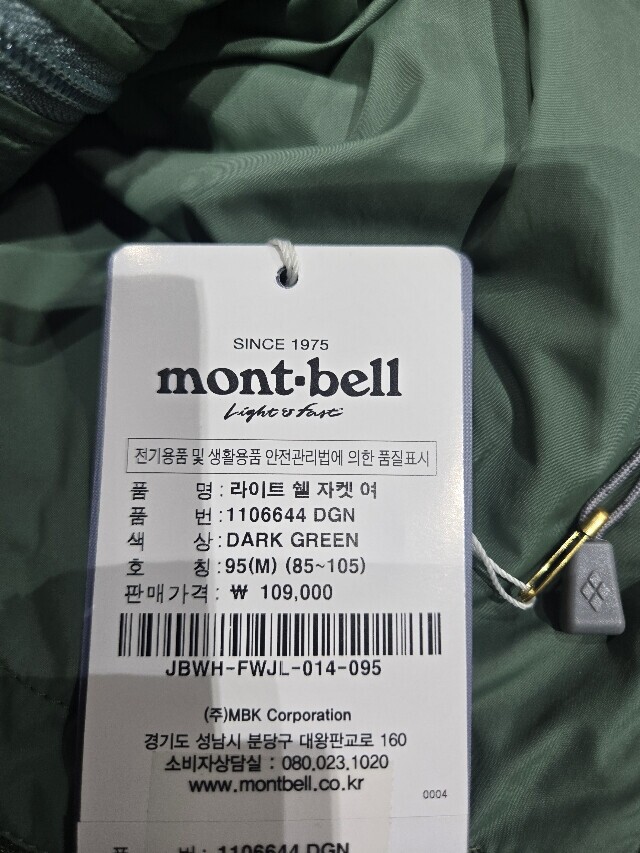 SINCE 1975
mont·bell
Light & Fast
전기용품 및 생활용품 안전관리법에 의한 품질표시
품 명 : 라이트 쉘 자켓 여
품 번 : 1106644 DGN
색 상 : DARK GREEN
호 칭 : 95(M) (85~105)
판매가격 : ₩ 109,000
JBWH-FWJL-014-095
(주)MBK Corporation
경기도 성남시 분당구 대왕판교로 160
소비자상담실 : 080.023.1020
www.montbell.co.kr
0004
품 번 : 1106644 DGN